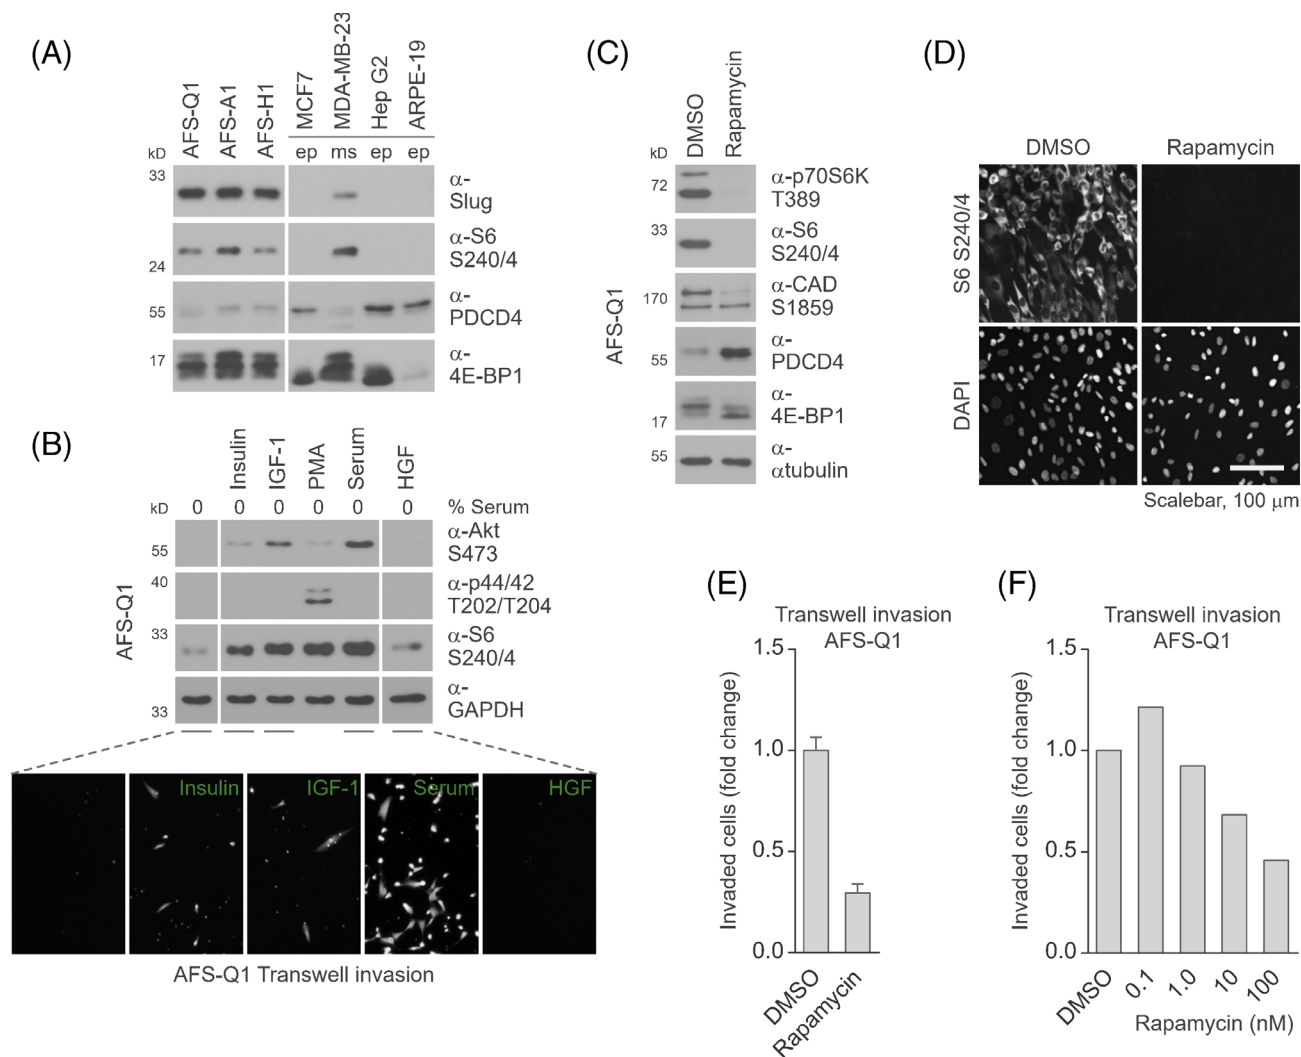 (A)
AFS-Q1
AFS-A1
AFS-H1
MCF7
MDA-MB-23
Hep G2
ARPE-19
kD
ep ms ep ep
33
α-
Slug
α-S6
S240/4
24
55
α-
PDCD4
17
α-
4E-BP1
(B)
Insulin
IGF-1
PMA
Serum
HGF
kD
0 0 0 0 0 0 % Serum
AFS-Q1
55
α-Akt
S473
40
α-p44/42
T202/T204
33
α-S6
S240/4
33
α-
GAPDH
Insulin
IGF-1
Serum
HGF
AFS-Q1 Transwell invasion
(C)
DMSO
Rapamycin
kD
AFS-Q1
72
α-p70S6K
T389
33
α-S6
S240/4
170
α-CAD
S1859
55
α-
PDCD4
17
α-
4E-BP1
55
α-
αtubulin
(D)
DMSO
Rapamycin
S6 S240/4
DAPI
Scalebar, 100 μm
(E)
Transwell invasion
AFS-Q1
Invaded cells (fold change)
1.5
1.0
0.5
0.0
DMSO
Rapamycin
(F)
Transwell invasion
AFS-Q1
Invaded cells (fold change)
1.5
1.0
0.5
0.0
DMSO
0.1
1.0
10
100
Rapamycin (nM)